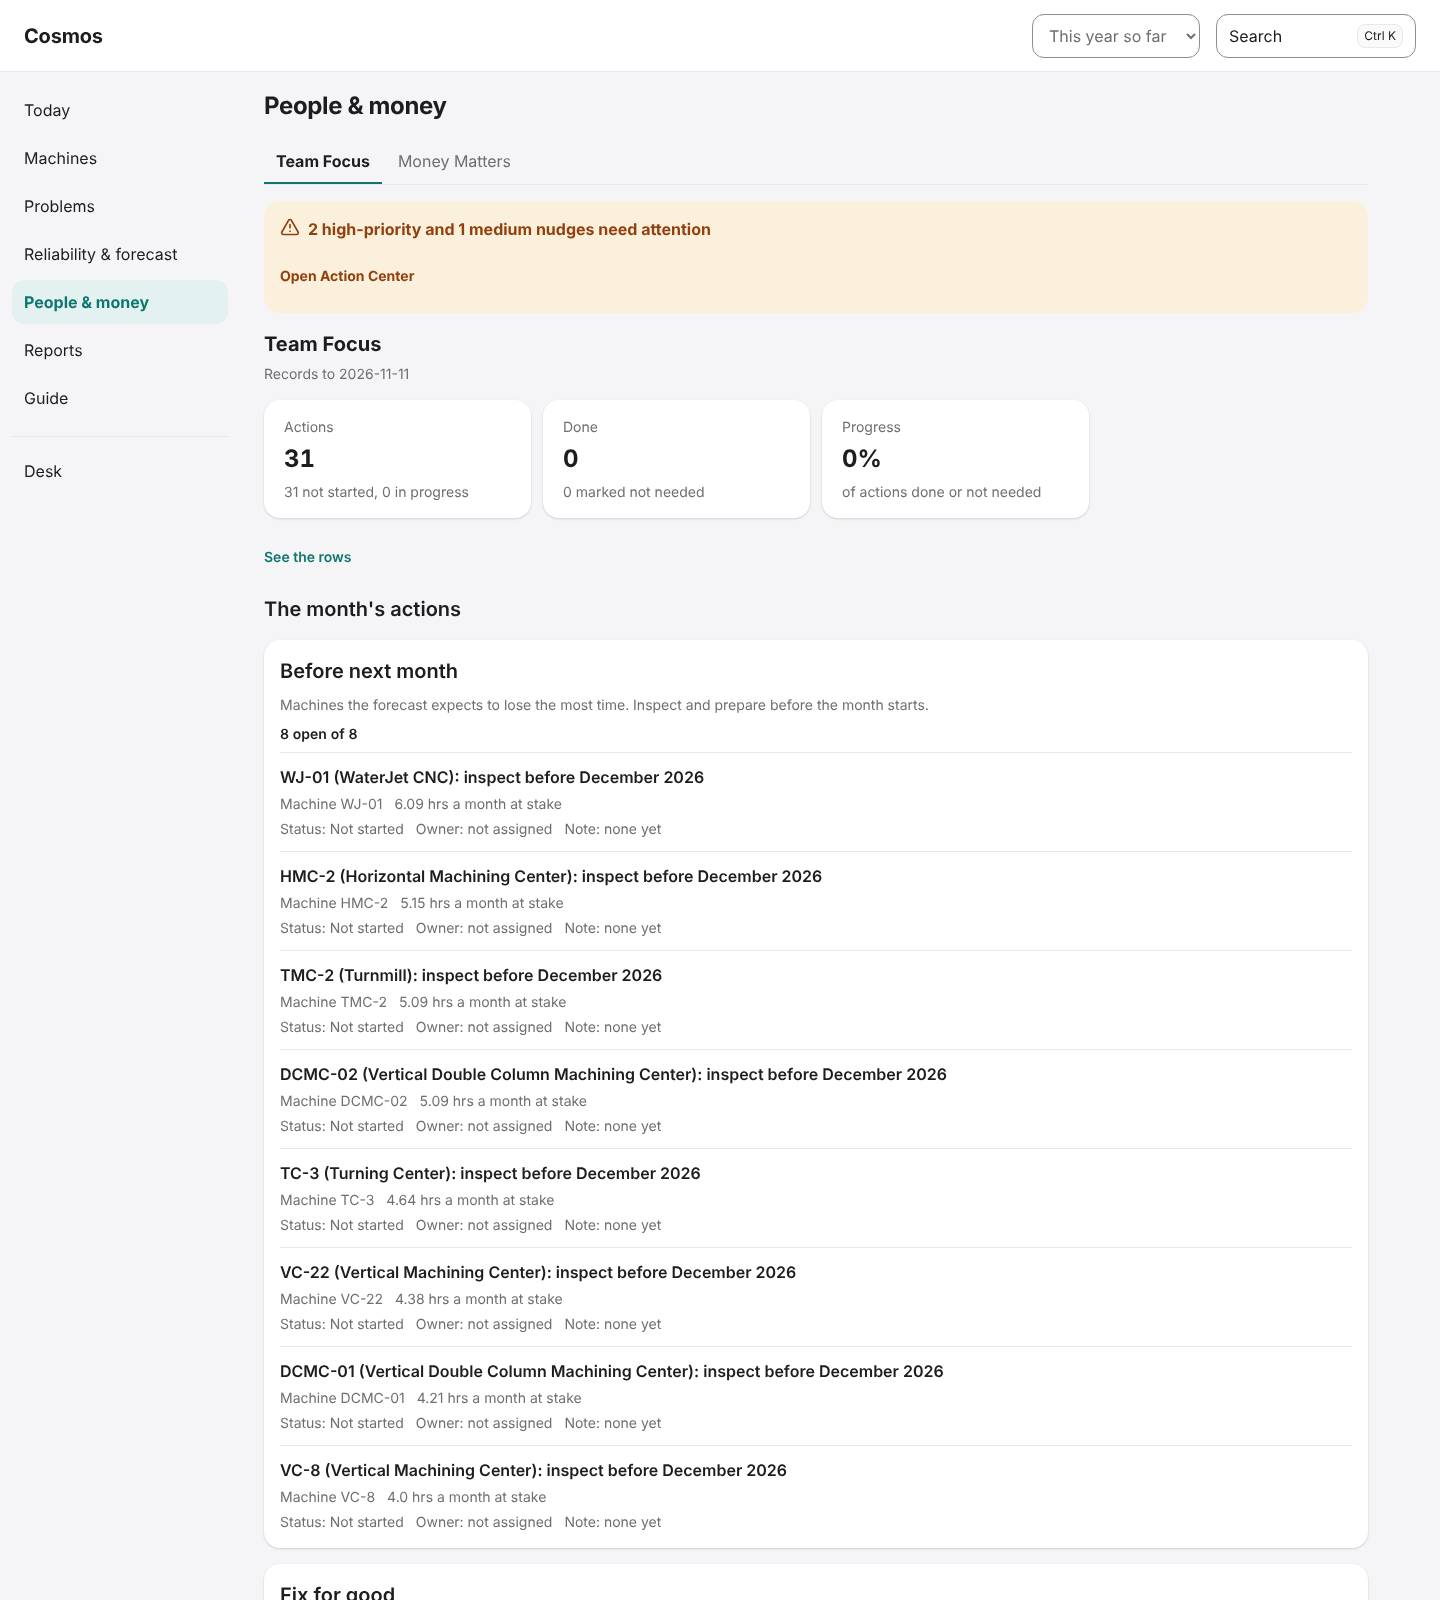 Cosmos
This year so far
Search
Ctrl K
Today
Machines
Problems
Reliability & forecast
People & money
Reports
Guide
Desk
People & money
Team Focus
Money Matters
2 high-priority and 1 medium nudges need attention
Open Action Center
Team Focus
Records to 2026-11-11
Actions
31
31 not started, 0 in progress
Done
0
0 marked not needed
Progress
0%
of actions done or not needed
See the rows
The month's actions
Before next month
Machines the forecast expects to lose the most time. Inspect and prepare before the month starts.
8 open of 8
WJ-01 (WaterJet CNC): inspect before December 2026
Machine WJ-01 6.09 hrs a month at stake
Status: Not started Owner: not assigned Note: none yet
HMC-2 (Horizontal Machining Center): inspect before December 2026
Machine HMC-2 5.15 hrs a month at stake
Status: Not started Owner: not assigned Note: none yet
TMC-2 (Turnmill): inspect before December 2026
Machine TMC-2 5.09 hrs a month at stake
Status: Not started Owner: not assigned Note: none yet
DCMC-02 (Vertical Double Column Machining Center): inspect before December 2026
Machine DCMC-02 5.09 hrs a month at stake
Status: Not started Owner: not assigned Note: none yet
TC-3 (Turning Center): inspect before December 2026
Machine TC-3 4.64 hrs a month at stake
Status: Not started Owner: not assigned Note: none yet
VC-22 (Vertical Machining Center): inspect before December 2026
Machine VC-22 4.38 hrs a month at stake
Status: Not started Owner: not assigned Note: none yet
DCMC-01 (Vertical Double Column Machining Center): inspect before December 2026
Machine DCMC-01 4.21 hrs a month at stake
Status: Not started Owner: not assigned Note: none yet
VC-8 (Vertical Machining Center): inspect before December 2026
Machine VC-8 4.0 hrs a month at stake
Status: Not started Owner: not assigned Note: none yet
Fix for good